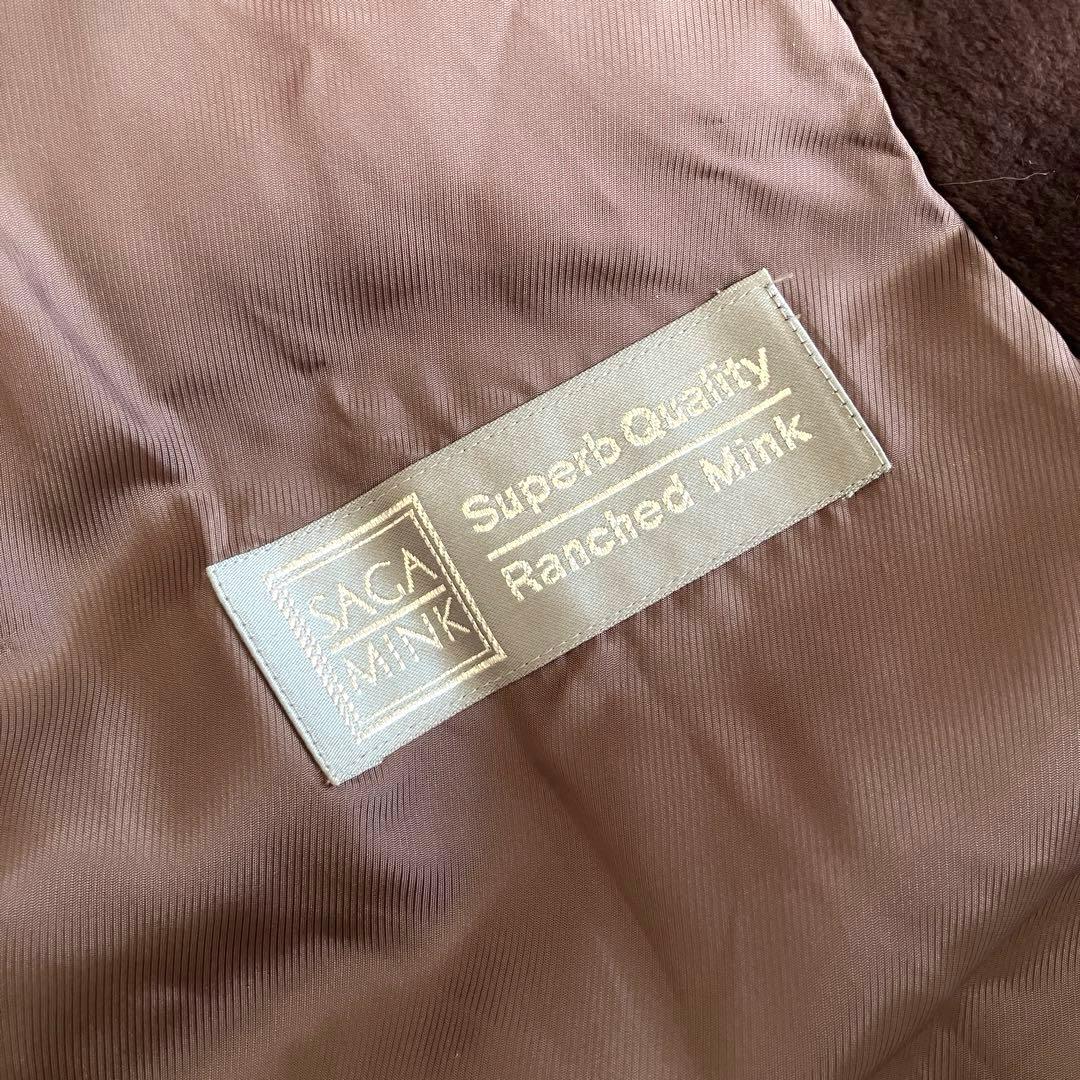 SAGA
MINK
Superb Quality
Ranched Mink